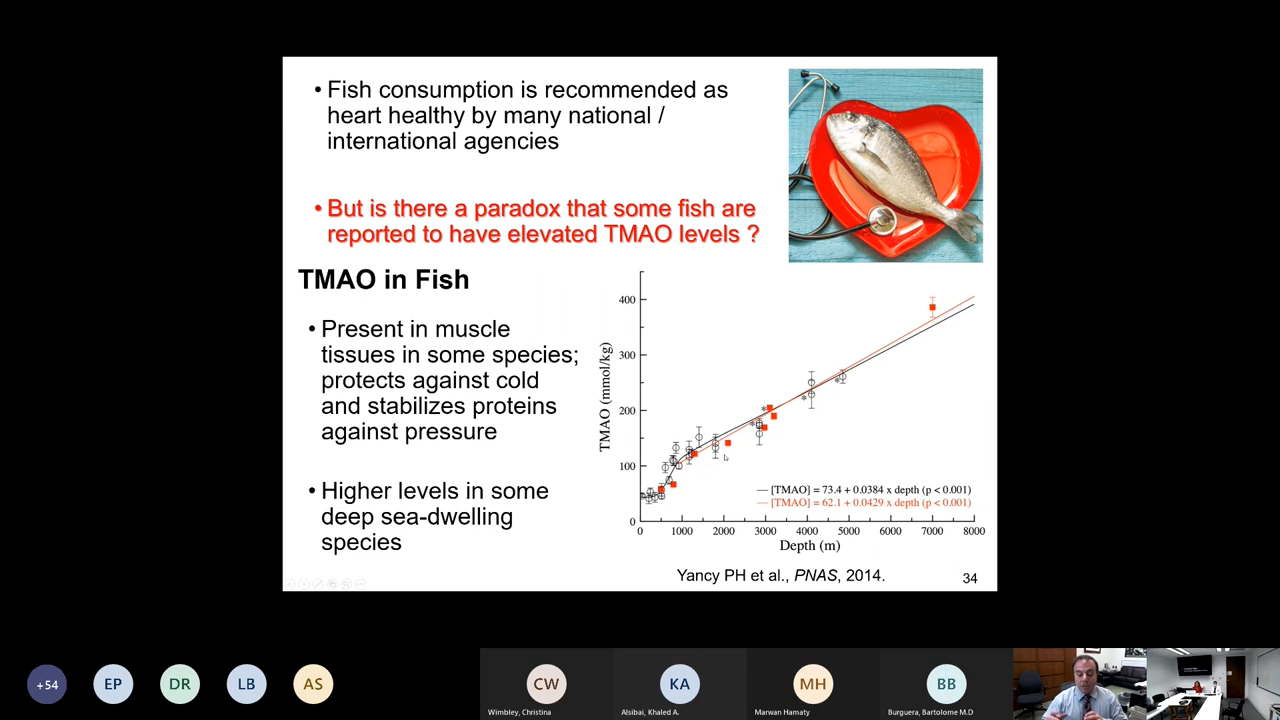 • Fish consumption is recommended as
heart healthy by many national /
international agencies
• But is there a paradox that some fish are
reported to have elevated TMAO levels ?
TMAO in Fish
• Present in muscle
tissues in some species;
protects against cold
and stabilizes proteins
against pressure
• Higher levels in some
deep sea-dwelling
species
TMAO (mmol/kg)
400
300
200
100
0
[TMAO] = 73.4 + 0.0384 x depth (p < 0.001)
[TMAO] = 62.1 + 0.0429 x depth (p < 0.001)
0 1000 2000 3000 4000 5000 6000 7000 8000
Depth (m)
Yancy PH et al., PNAS, 2014.
34
+54
EP
DR
LB
AS
CW
Wimbley, Christina
KA
Alsibai, Khaled A.
MH
Marwan Hamaty
BB
Burguera, Bartolome M.D